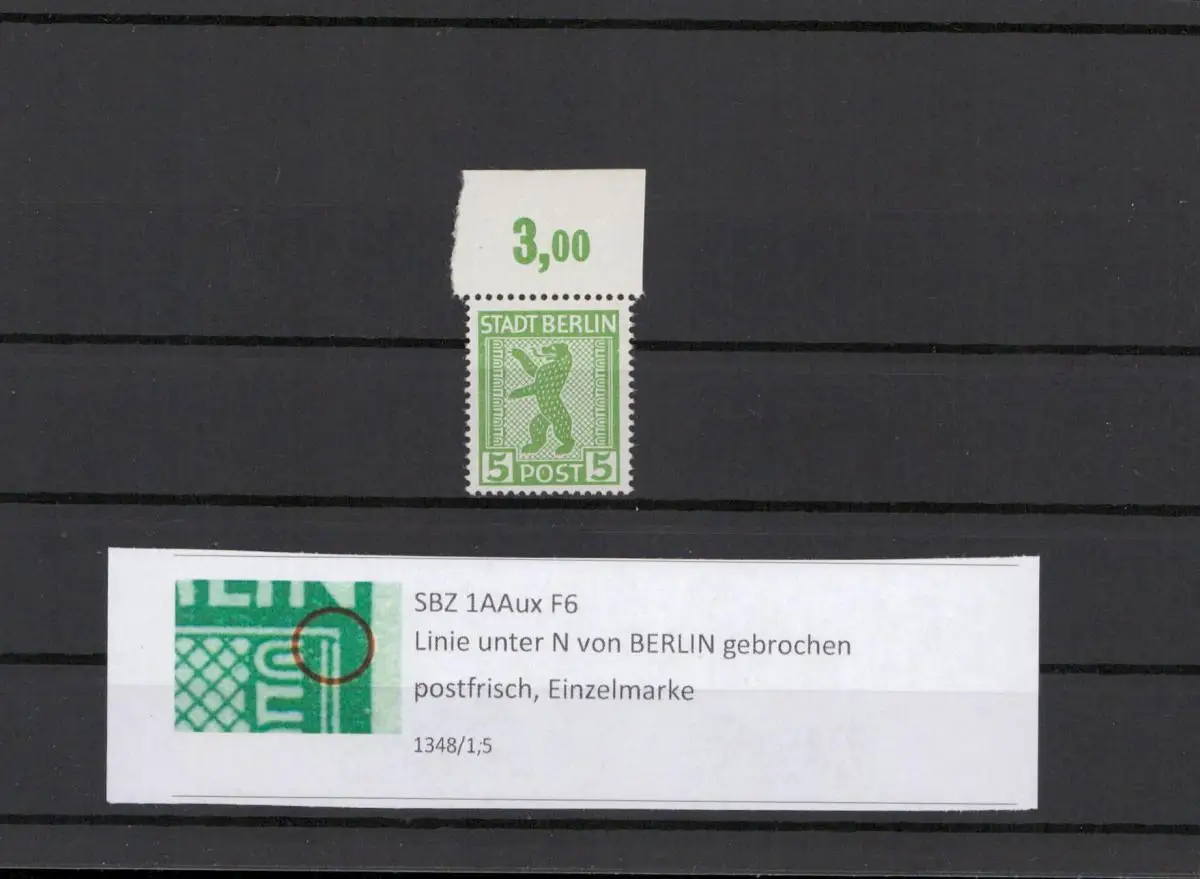 3,00
STADT BERLIN
5 POST 5
RLIN
SBZ 1AAux F6
Linie unter N von BERLIN gebrochen
postfrisch, Einzelmarke
1348/1;5